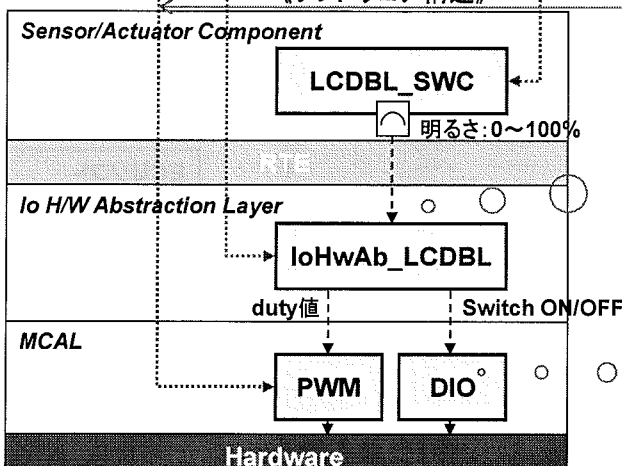 Sensor/Actuator Component
LCDBL_SWC
明るさ:0～100%
RTE
Io H/W Abstraction Layer
IoHwAb_LCDBL
duty値
Switch ON/OFF
MCAL
PWM
DIO
Hardware